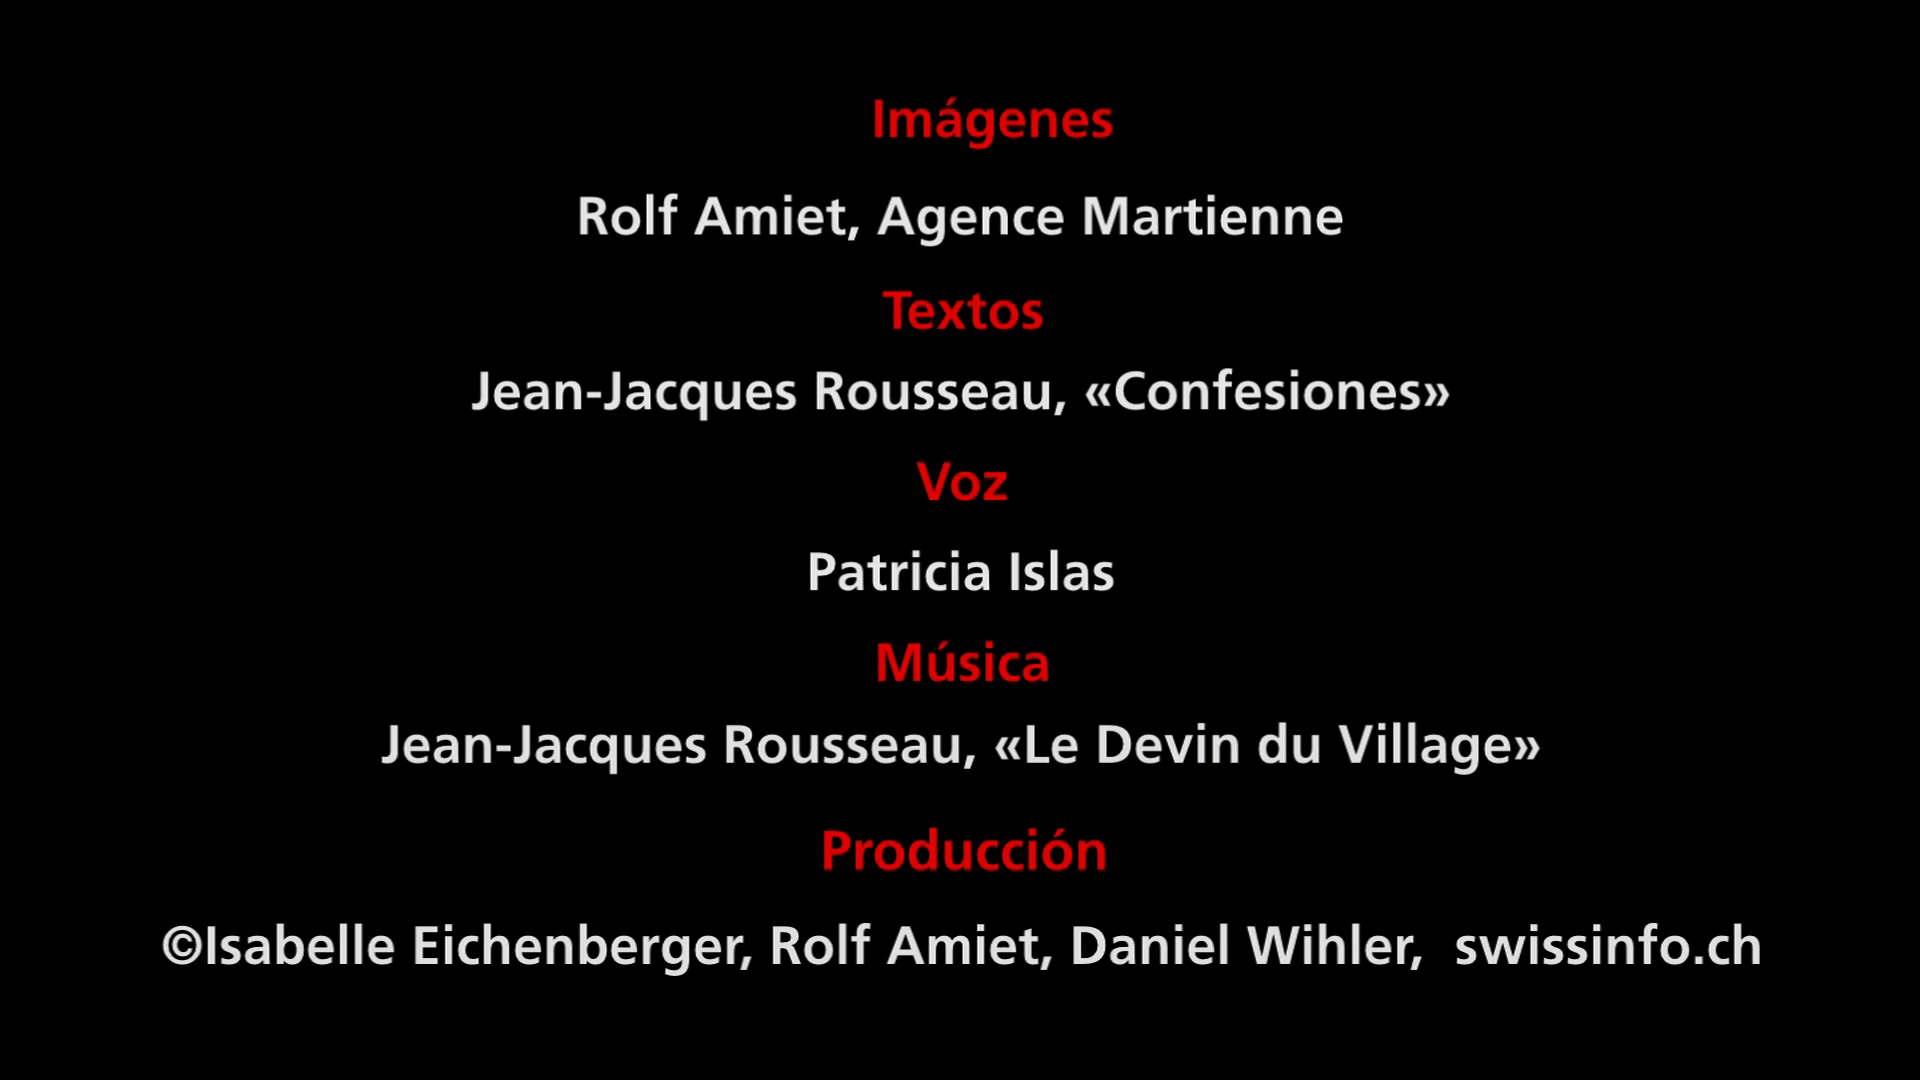 Imágenes
Rolf Amiet, Agence Martienne
Textos
Jean-Jacques Rousseau, «Confesiones»
Voz
Patricia Islas
Música
Jean-Jacques Rousseau, «Le Devin du Village»
Producción
©Isabelle Eichenberger, Rolf Amiet, Daniel Wihler,  swissinfo.ch